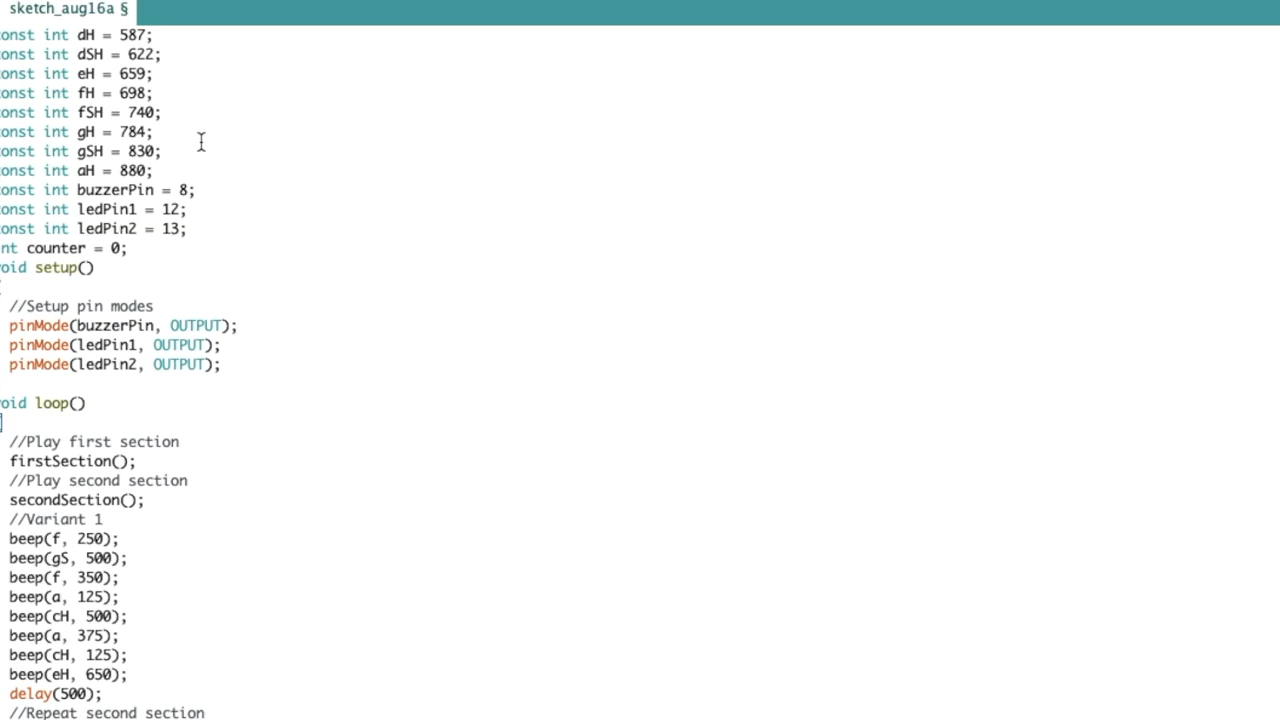 sketch_aug16a §
onst int dH = 587;
onst int dSH = 622;
onst int eH = 659;
onst int fH = 698;
onst int fSH = 740;
onst int gH = 784;
onst int gSH = 830;
onst int aH = 880;
onst int buzzerPin = 8;
onst int ledPin1 = 12;
onst int ledPin2 = 13;
nt counter = 0;
oid setup()
//Setup pin modes
pinMode(buzzerPin, OUTPUT);
pinMode(ledPin1, OUTPUT);
pinMode(ledPin2, OUTPUT);
oid loop()
//Play first section
firstSection();
//Play second section
secondSection();
//Variant 1
beep(f, 250);
beep(gS, 500);
beep(f, 350);
beep(a, 125);
beep(cH, 500);
beep(a, 375);
beep(cH, 125);
beep(eH, 650);
delay(500);
//Repeat second section